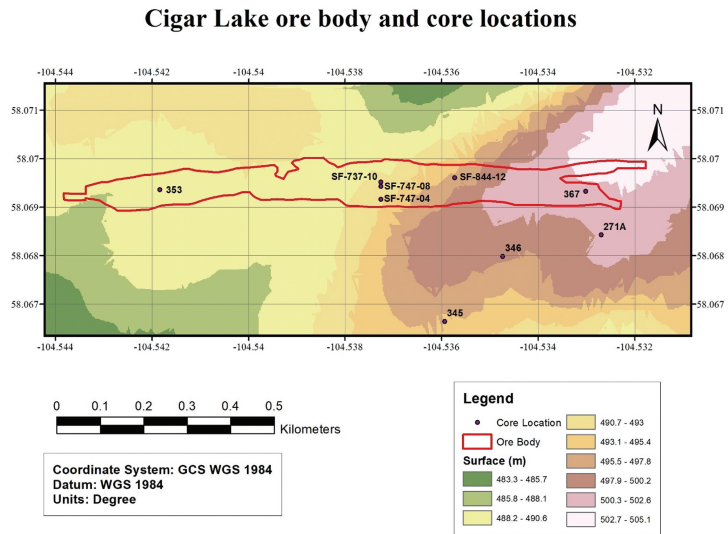 Cigar Lake ore body and core locations
-104.544 -104.542 -104.54 -104.538 -104.536 -104.534 -104.532
58.071 58.071
N
58.07 58.07
SF-737-10 SF-844-12
SF-747-08
353 367
58.069 SF-747-04 58.069
271A
58.068 346 58.068
58.067 58.067
345
-104.544 -104.542 -104.54 -104.538 -104.536 -104.534 -104.532
0 0.1 0.2 0.3 0.4 0.5
Kilometers
Coordinate System: GCS WGS 1984
Datum: WGS 1984
Units: Degree
Legend
Core Location
Ore Body
Surface (m)
483.3 - 485.7
485.8 - 488.1
488.2 - 490.6
490.7 - 493
493.1 - 495.4
495.5 - 497.8
497.9 - 500.2
500.3 - 502.6
502.7 - 505.1